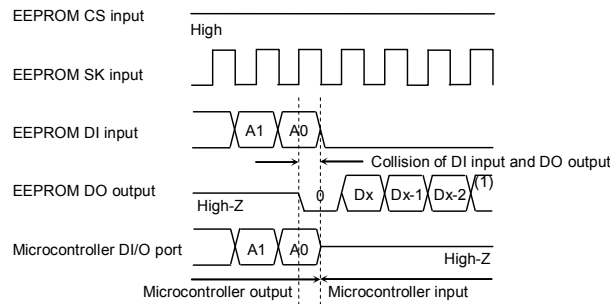 EEPROM CS input
High
EEPROM SK input
EEPROM DI input
A1 A0
Collision of DI input and DO output
EEPROM DO output
High-Z
0 Dx Dx-1 Dx-2 (1)
Microcontroller DI/O port
A1 A0
High-Z
Microcontroller output Microcontroller input